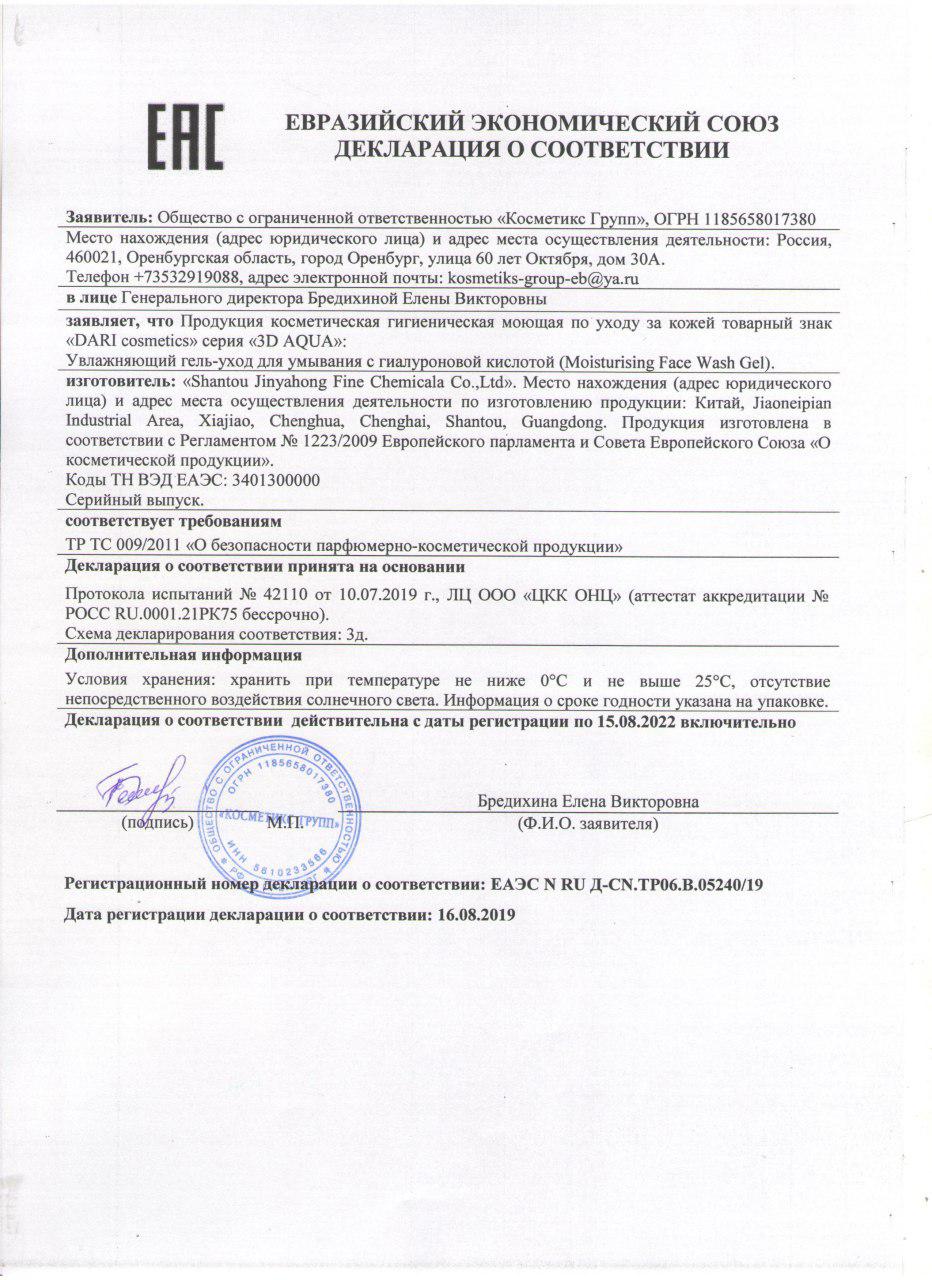 ЕАС
ЕВРАЗИЙСКИЙ ЭКОНОМИЧЕСКИЙ СОЮЗ
ДЕКЛАРАЦИЯ О СООТВЕТСТВИИ
Заявитель: Общество с ограниченной ответственностью «Косметикс Групп», ОГРН 1185658017380
Место нахождения (адрес юридического лица) и адрес места осуществления деятельности: Россия,
460021, Оренбургская область, город Оренбург, улица 60 лет Октября, дом 30А.
Телефон +73532919088, адрес электронной почты: kosmetiks-group-eb@ya.ru
в лице Генерального директора Бредихиной Елены Викторовны
заявляет, что Продукция косметическая гигиеническая моющая по уходу за кожей товарный знак
«DARI cosmetics» серия «3D AQUA»:
Увлажняющий гель-уход для умывания с гиалуроновой кислотой (Moisturising Face Wash Gel).
изготовитель: «Shantou Jinyahong Fine Chemicala Co.,Ltd». Место нахождения (адрес юридического
лица) и адрес места осуществления деятельности по изготовлению продукции: Китай, Jiaoneipian
Industrial Area, Xiajiao, Chenghua, Chenghai, Shantou, Guangdong. Продукция изготовлена в
соответствии с Регламентом № 1223/2009 Европейского парламента и Совета Европейского Союза «О
косметической продукции».
Коды ТН ВЭД ЕАЭС: 3401300000
Серийный выпуск.
соответствует требованиям
ТР ТС 009/2011 «О безопасности парфюмерно-косметической продукции»
Декларация о соответствии принята на основании
Протокола испытаний № 42110 от 10.07.2019 г., ЛЦ ООО «ЦКК ОНЦ» (аттестат аккредитации №
РОСС RU.0001.21РК75 бессрочно).
Схема декларирования соответствия: 3д.
Дополнительная информация
Условия хранения: хранить при температуре не ниже 0°С и не выше 25°С, отсутствие
непосредственного воздействия солнечного света. Информация о сроке годности указана на упаковке.
Декларация о соответствии действительна с даты регистрации по 15.08.2022 включительно
ОБЩЕСТВО С ОГРАНИЧЕННОЙ ОТВЕТСТВЕННОСТЬЮ
ОГРН 1185658017380
«КОСМЕТИКС ГРУПП»
ИНН 5610233566
Бредихина Елена Викторовна
(подпись) М.П. (Ф.И.О. заявителя)
Регистрационный номер декларации о соответствии: ЕАЭС N RU Д-CN.ТР06.В.05240/19
Дата регистрации декларации о соответствии: 16.08.2019